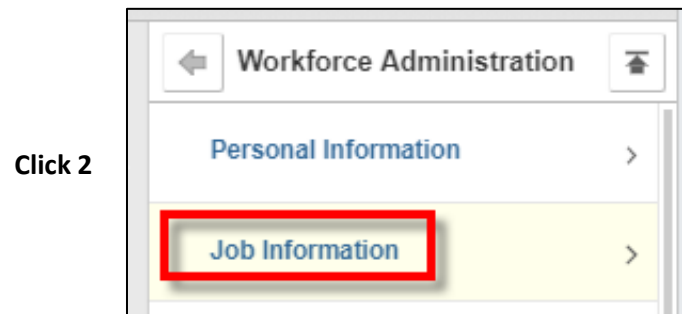 Workforce Administration
Personal Information
Click 2
Job Information